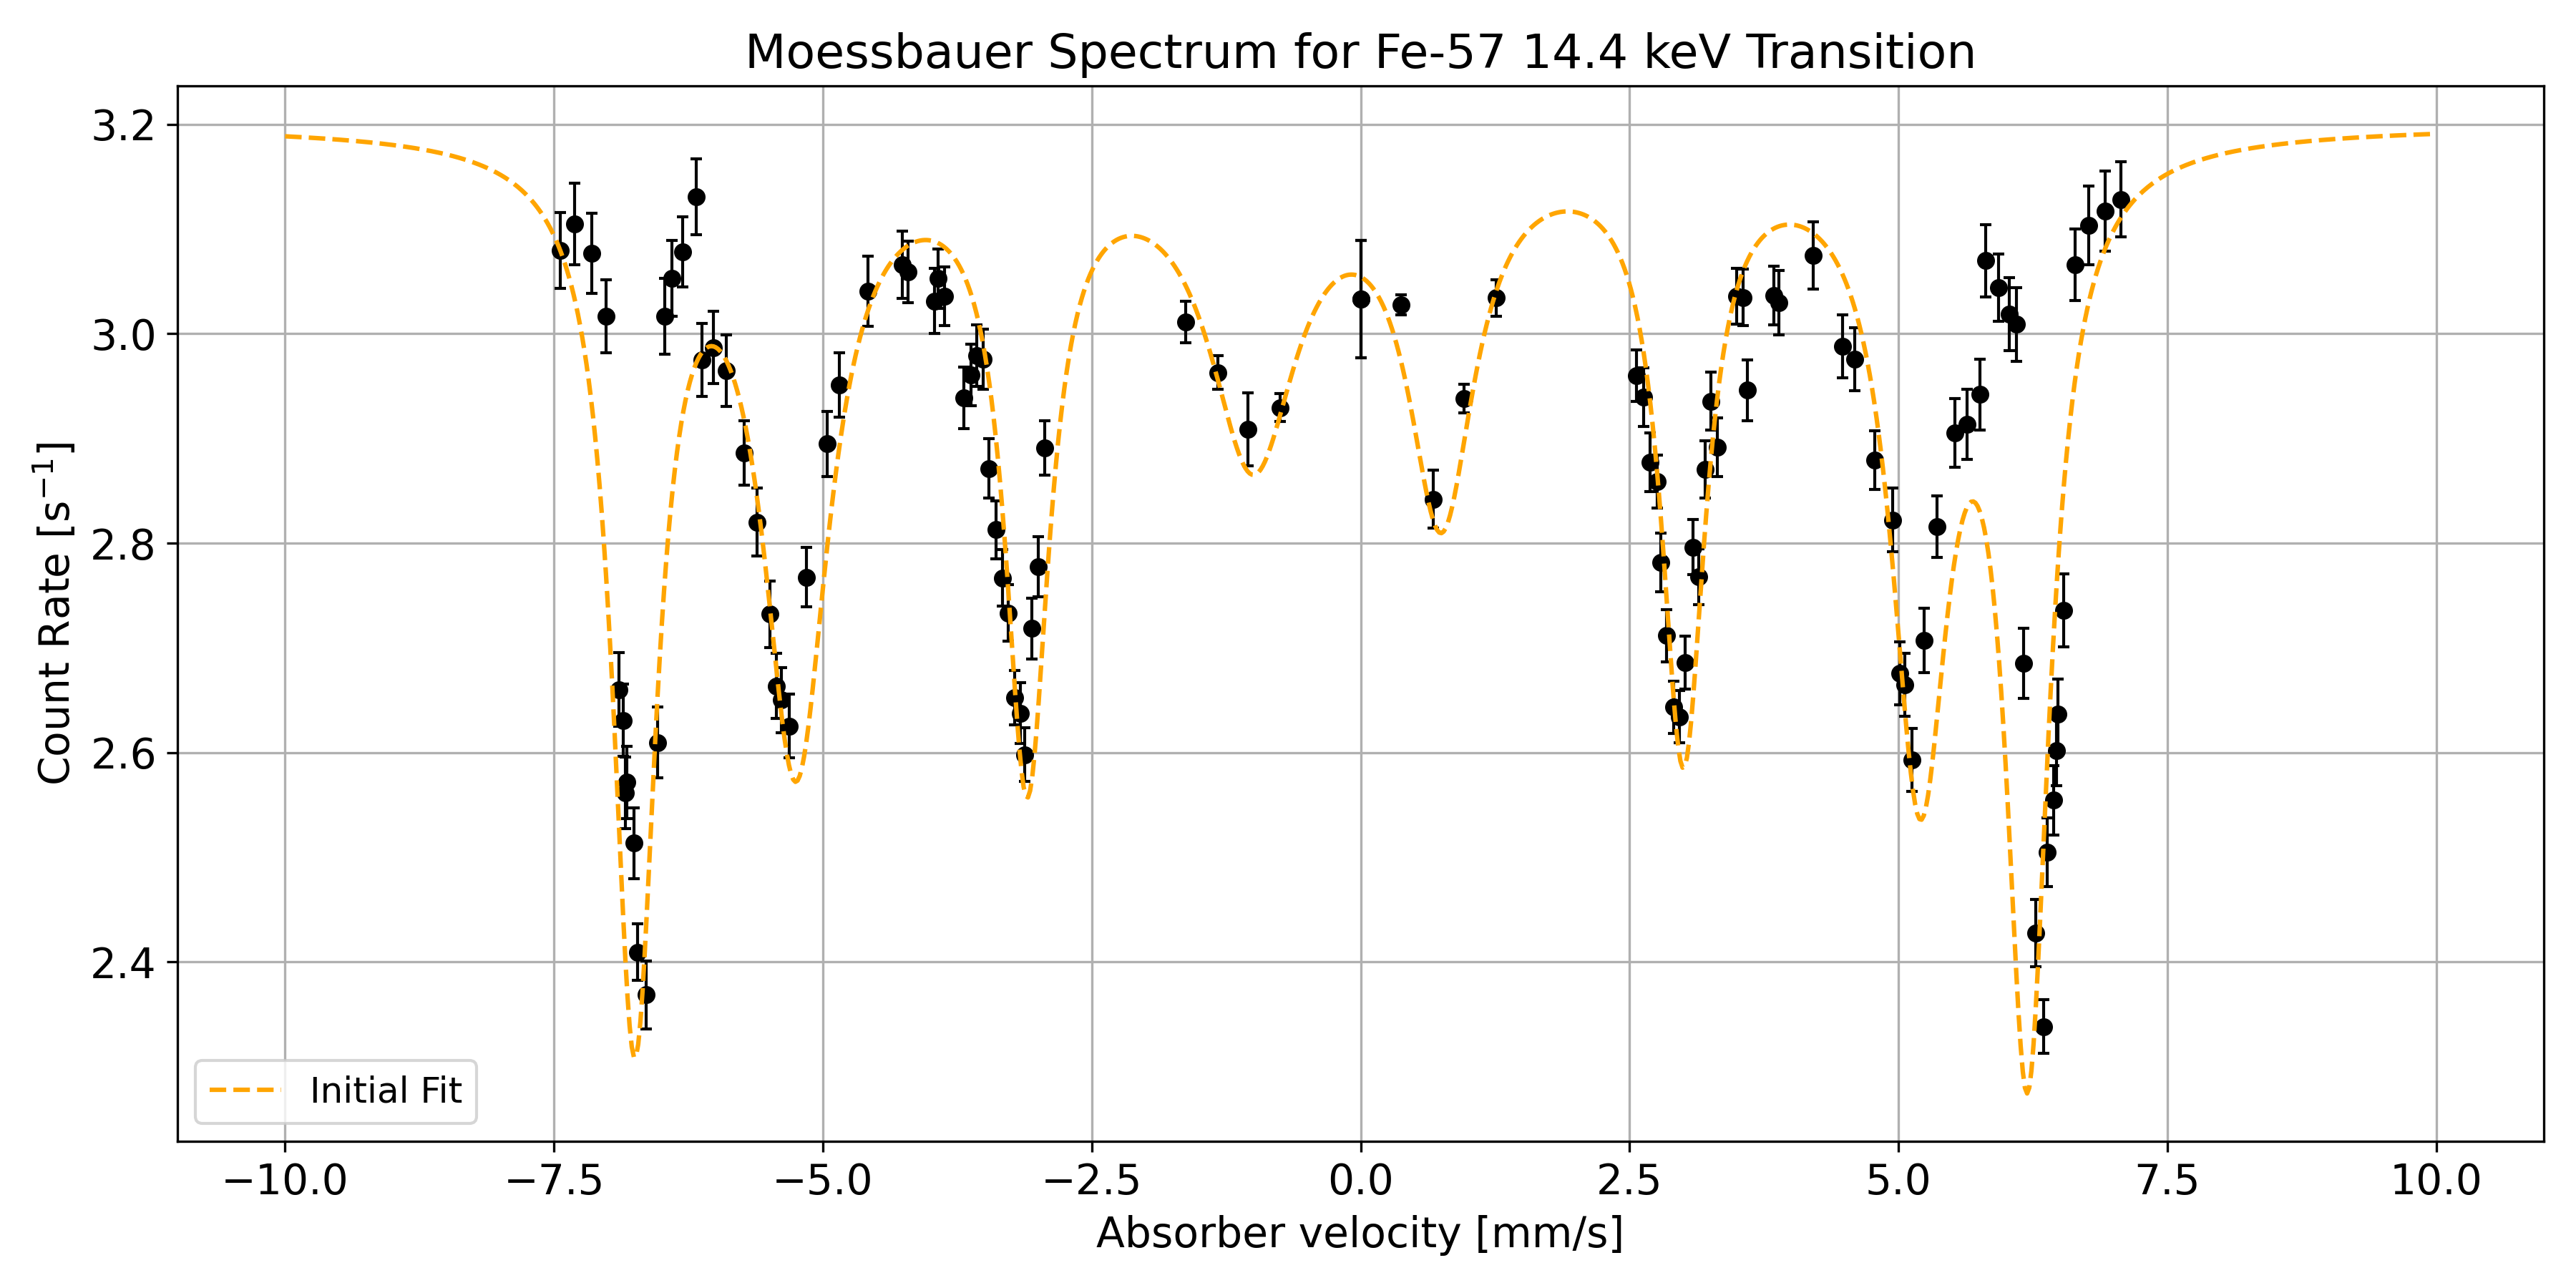 Moessbauer Spectrum for Fe-57 14.4 keV Transition
Count Rate [s⁻¹]
3.2
3.0
2.8
2.6
2.4
Initial Fit
−10.0 −7.5 −5.0 −2.5 0.0 2.5 5.0 7.5 10.0
Absorber velocity [mm/s]